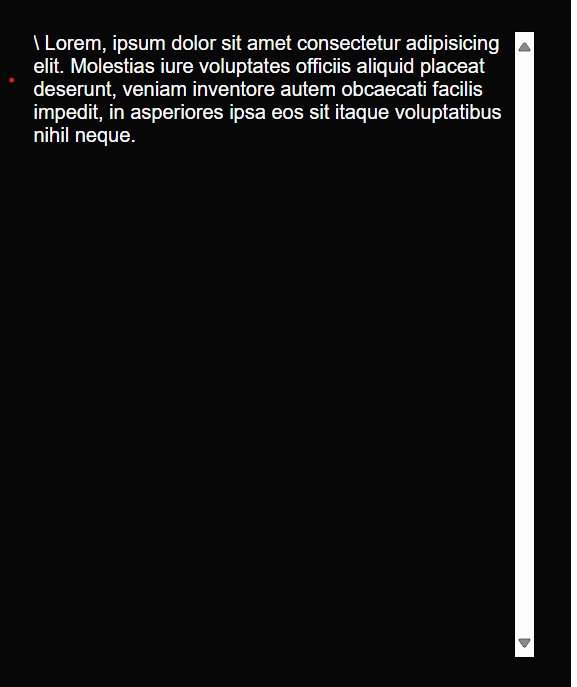 \ Lorem, ipsum dolor sit amet consectetur adipisicing
elit. Molestias iure voluptates officiis aliquid placeat
deserunt, veniam inventore autem obcaecati facilis
impedit, in asperiores ipsa eos sit itaque voluptatibus
nihil neque.